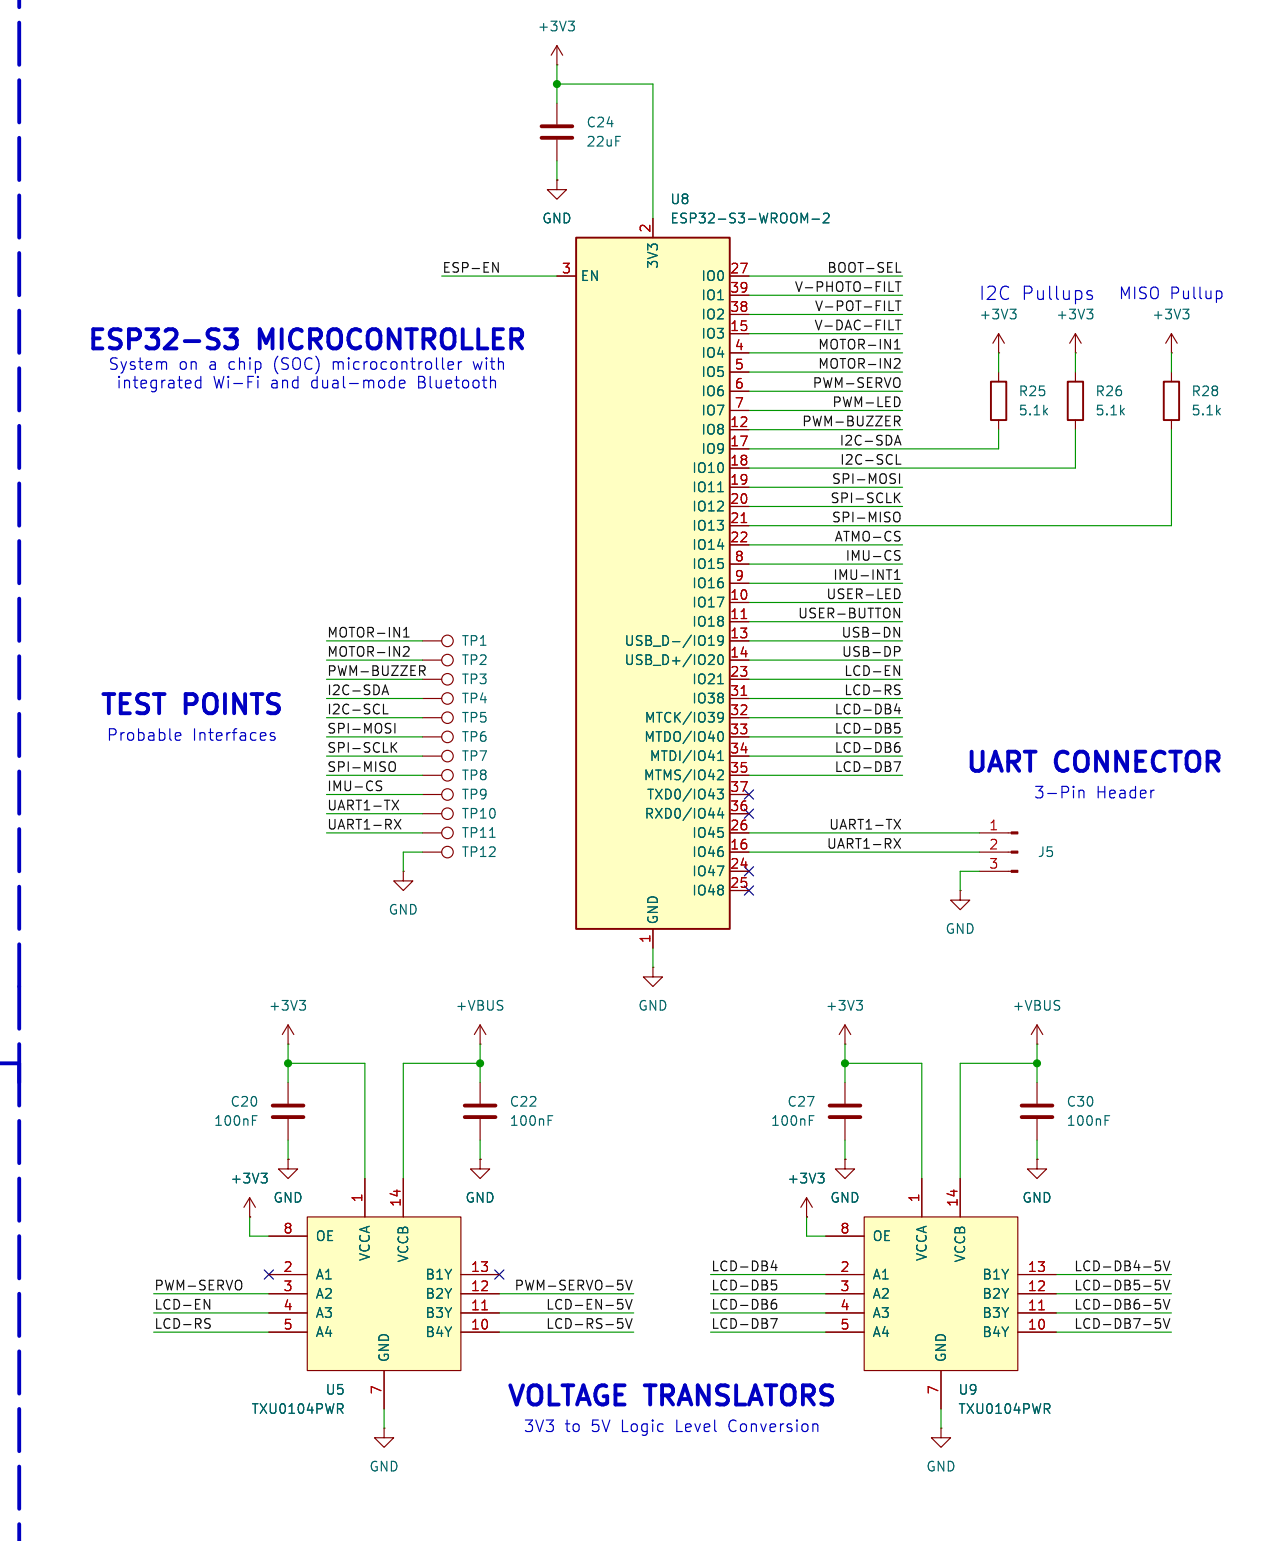 +3V3
C24
22uF
GND
U8
ESP32-S3-WROOM-2
2
3V3
ESP-EN
3
EN
IO0 27 BOOT-SEL
IO1 39 V-PHOTO-FILT
IO2 38 V-POT-FILT
IO3 15 V-DAC-FILT
IO4 4 MOTOR-IN1
IO5 5 MOTOR-IN2
IO6 6 PWM-SERVO
IO7 7 PWM-LED
IO8 12 PWM-BUZZER
IO9 17 I2C-SDA
IO10 18 I2C-SCL
IO11 19 SPI-MOSI
IO12 20 SPI-SCLK
IO13 21 SPI-MISO
IO14 22 ATMO-CS
IO15 8 IMU-CS
IO16 9 IMU-INT1
IO17 10 USER-LED
IO18 11 USER-BUTTON
USB_D-/IO19 13 USB-DN
USB_D+/IO20 14 USB-DP
IO21 23 LCD-EN
IO38 31 LCD-RS
MTCK/IO39 32 LCD-DB4
MTDO/IO40 33 LCD-DB5
MTDI/IO41 34 LCD-DB6
MTMS/IO42 35 LCD-DB7
TXD0/IO43 37
RXD0/IO44 36
IO45 26 UART1-TX
IO46 16 UART1-RX
IO47 24
IO48 25
GND
1
GND
I2C Pullups
MISO Pullup
+3V3
+3V3
+3V3
R25
5.1k
R26
5.1k
R28
5.1k
ESP32-S3 MICROCONTROLLER
System on a chip (SOC) microcontroller with
integrated Wi-Fi and dual-mode Bluetooth
TEST POINTS
Probable Interfaces
MOTOR-IN1 TP1
MOTOR-IN2 TP2
PWM-BUZZER TP3
I2C-SDA TP4
I2C-SCL TP5
SPI-MOSI TP6
SPI-SCLK TP7
SPI-MISO TP8
IMU-CS TP9
UART1-TX TP10
UART1-RX TP11
TP12
GND
UART CONNECTOR
3-Pin Header
1
2
3
J5
GND
+3V3
+VBUS
C20
100nF
C22
100nF
+3V3
GND
GND
1
14
VCCA
VCCB
8 OE
2 A1 B1Y 13
PWM-SERVO 3 A2 B2Y 12 PWM-SERVO-5V
LCD-EN 4 A3 B3Y 11 LCD-EN-5V
LCD-RS 5 A4 B4Y 10 LCD-RS-5V
GND
7
U5
TXU0104PWR
GND
+3V3
+VBUS
C27
100nF
C30
100nF
+3V3
GND
GND
1
14
VCCA
VCCB
8 OE
LCD-DB4 2 A1 B1Y 13 LCD-DB4-5V
LCD-DB5 3 A2 B2Y 12 LCD-DB5-5V
LCD-DB6 4 A3 B3Y 11 LCD-DB6-5V
LCD-DB7 5 A4 B4Y 10 LCD-DB7-5V
GND
7
U9
TXU0104PWR
GND
VOLTAGE TRANSLATORS
3V3 to 5V Logic Level Conversion